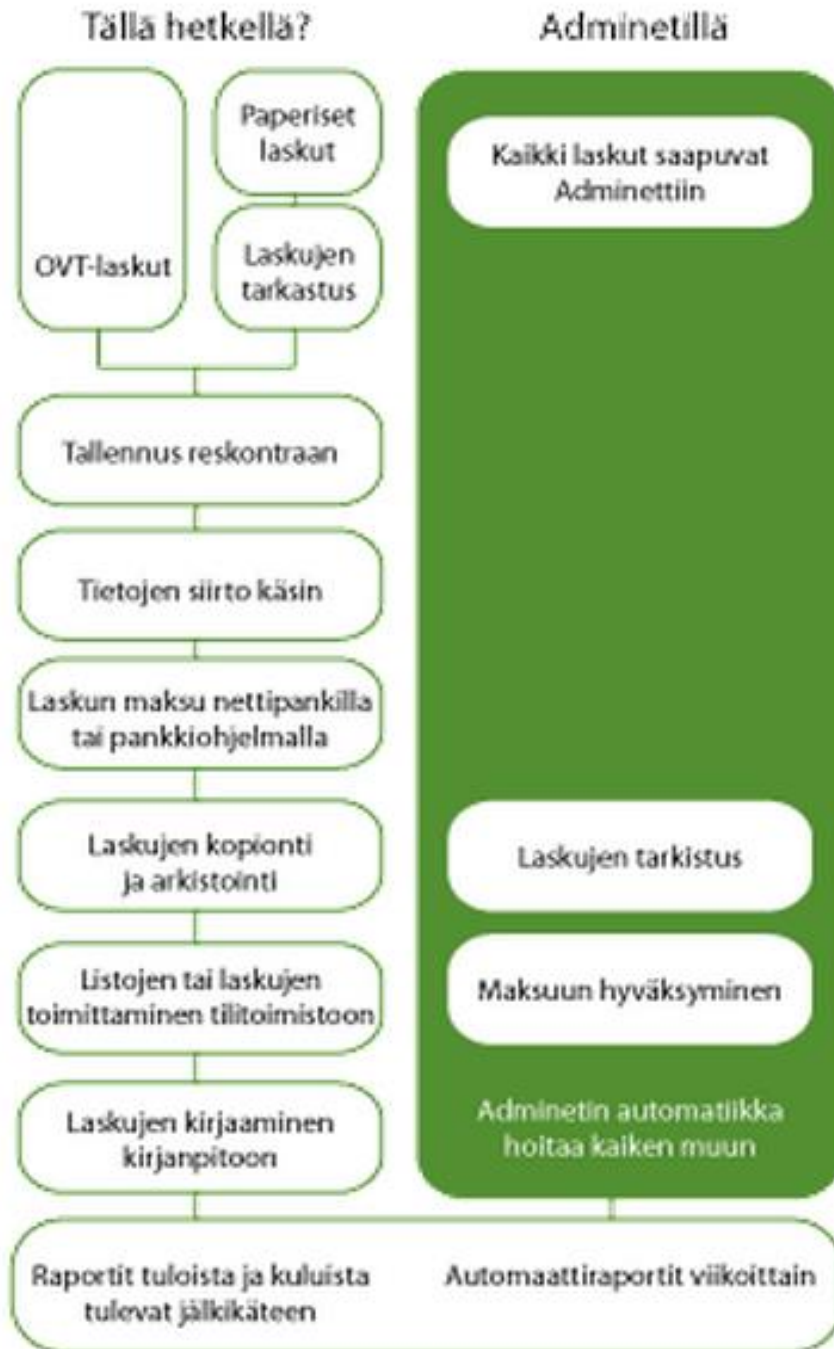 Tällä hetkellä?
OVT-laskut
Paperiset
laskut
Laskujen
tarkastus
Tallennus reskontraan
Tietojen siirto käsin
Laskun maksu nettipankilla
tai pankkiohjelmalla
Laskujen kopionti
ja arkistointi
Listojen tai laskujen
toimittaminen tilitoimistoon
Laskujen kirjaaminen
kirjanpitoon
Raportit tuloista ja kuluista
tulevat jälkikäteen
Adminetillä
Kaikki laskut saapuvat
Adminettiin
Laskujen tarkistus
Maksuun hyväksyminen
Adminetin automatiikka
hoitaa kaiken muun
Automaattiraportit viikoittain